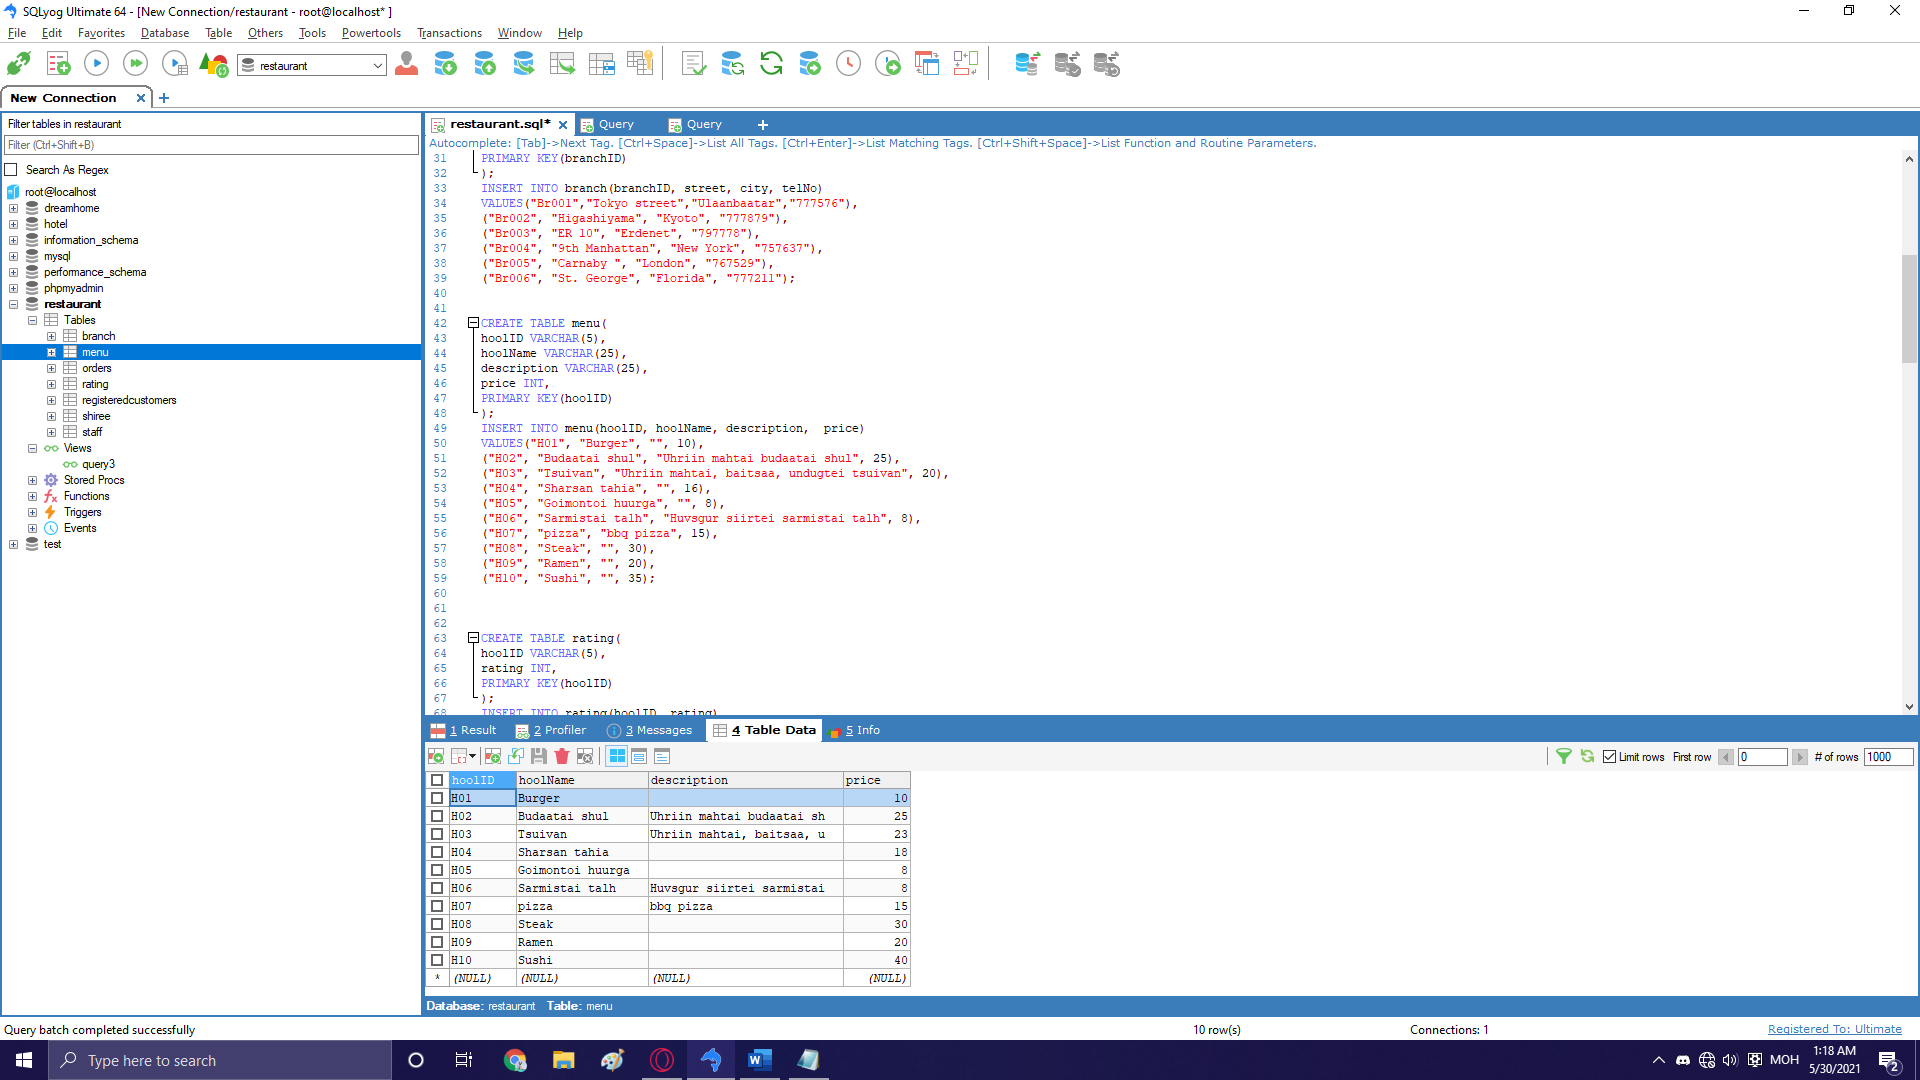 SQLyog Ultimate 64 - [New Connection/restaurant - root@localhost* ]
File Edit Favorites Database Table Others Tools Powertools Transactions Window Help
restaurant
New Connection
Filter tables in restaurant
Filter (Ctrl+Shift+B)
Search As Regex
root@localhost
dreamhome
hotel
information_schema
mysql
performance_schema
phpmyadmin
restaurant
Tables
branch
menu
orders
rating
registeredcustomers
shiree
staff
Views
query3
Stored Procs
Functions
Triggers
Events
test
restaurant.sql* Query Query
Autocomplete: [Tab]->Next Tag. [Ctrl+Space]->List All Tags. [Ctrl+Enter]->List Matching Tags. [Ctrl+Shift+Space]->List Function and Routine Parameters.
31 PRIMARY KEY(branchID)
32 );
33 INSERT INTO branch(branchID, street, city, telNo)
34 VALUES("Br001","Tokyo street","Ulaanbaatar","777576"),
35 ("Br002", "Higashiyama", "Kyoto", "777879"),
36 ("Br003", "ER 10", "Erdenet", "797778"),
37 ("Br004", "9th Manhattan", "New York", "757637"),
38 ("Br005", "Carnaby ", "London", "767529"),
39 ("Br006", "St. George", "Florida", "777211");
40
41
42 CREATE TABLE menu(
43 hoolID VARCHAR(5),
44 hoolName VARCHAR(25),
45 description VARCHAR(25),
46 price INT,
47 PRIMARY KEY(hoolID)
48 );
49 INSERT INTO menu(hoolID, hoolName, description,  price)
50 VALUES("H01", "Burger", "", 10),
51 ("H02", "Budaatai shul", "Uhriin mahtai budaatai shul", 25),
52 ("H03", "Tsuivan", "Uhriin mahtai, baitsaa, undugtei tsuivan", 20),
53 ("H04", "Sharsan tahia", "", 16),
54 ("H05", "Goimontoi huurga", "", 8),
55 ("H06", "Sarmistai talh", "Huvsgur siirtei sarmistai talh", 8),
56 ("H07", "pizza", "bbq pizza", 15),
57 ("H08", "Steak", "", 30),
58 ("H09", "Ramen", "", 20),
59 ("H10", "Sushi", "", 35);
60
61
62
63 CREATE TABLE rating(
64 hoolID VARCHAR(5),
65 rating INT,
66 PRIMARY KEY(hoolID)
67 );
68 INSERT INTO rating(hoolID, rating)
1 Result 2 Profiler 3 Messages 4 Table Data 5 Info
Limit rows First row 0 # of rows 1000
hoolID hoolName description price
H01 Burger 10
H02 Budaatai shul Uhriin mahtai budaatai sh 25
H03 Tsuivan Uhriin mahtai, baitsaa, u 23
H04 Sharsan tahia 18
H05 Goimontoi huurga 8
H06 Sarmistai talh Huvsgur siirtei sarmistai 8
H07 pizza bbq pizza 15
H08 Steak 30
H09 Ramen 20
H10 Sushi 40
* (NULL) (NULL) (NULL) (NULL)
Database: restaurant Table: menu
Query batch completed successfully 10 row(s) Connections: 1 Registered To: Ultimate
Type here to search
МОН
1:18 AM
5/30/2021
2